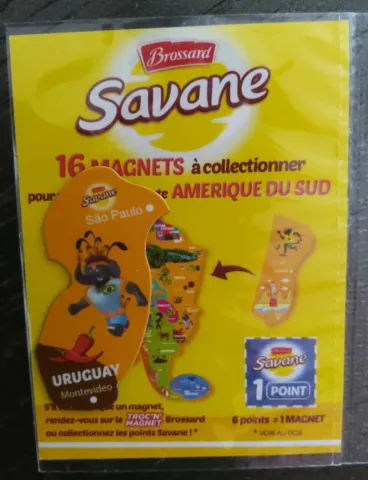 Brossard
Savane
16 MAGNETS à collectionner
pour te AMERIQUE DU SUD
Savane
São Paulo
URUGUAY
Montevideo
Brossard
Savane
1 POINT
un magnet,
rendez-vous sur le TROC'N' MAGNET Brossard
ou collectionnez les points Savane ! *
6 points = 1 MAGNET
* VOIR AU DOS